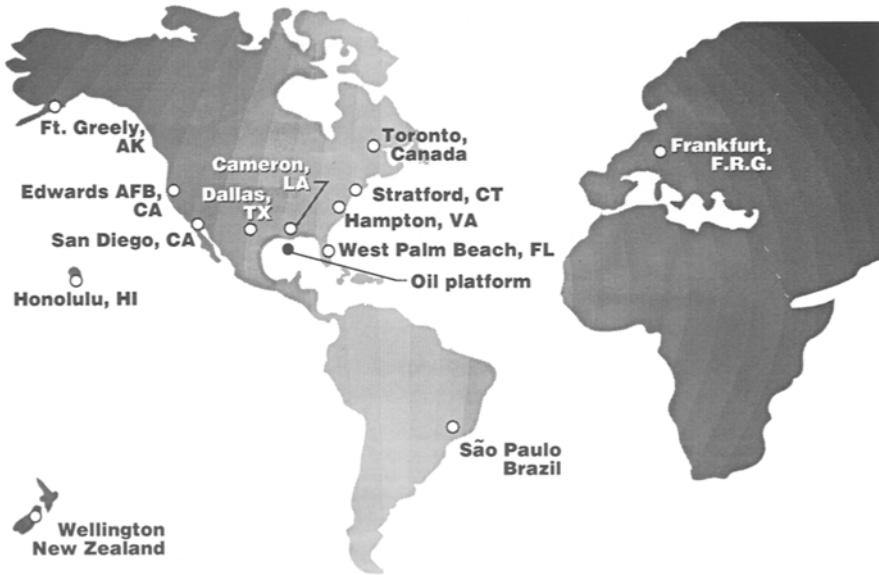 Ft. Greely,
AK
Toronto,
Canada
Frankfurt,
F.R.G.
Cameron,
LA
Edwards AFB,
CA
Dallas,
TX
Stratford, CT
Hampton, VA
San Diego, CA
West Palm Beach, FL
Oil platform
Honolulu, HI
São Paulo
Brazil
Wellington
New Zealand